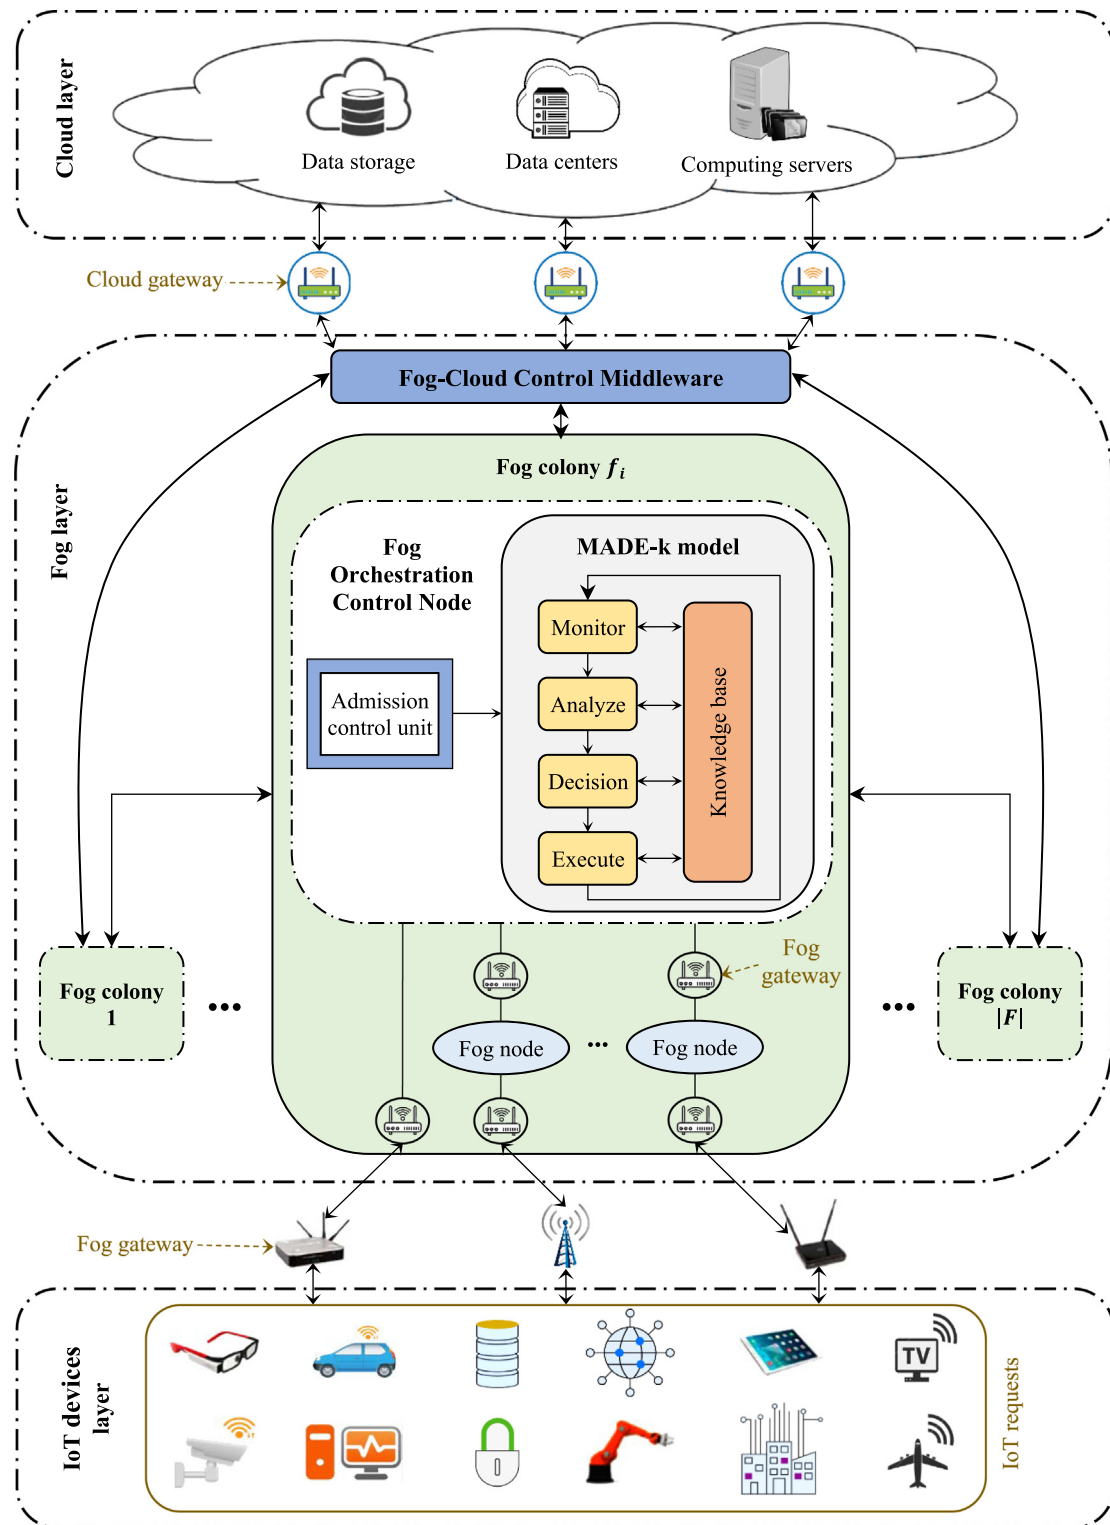 Cloud layer
Data storage
Data centers
Computing servers
Cloud gateway
Fog-Cloud Control Middleware
Fog layer
Fog colony f_i
Fog
Orchestration
Control Node
MADE-k model
Monitor
Analyze
Decision
Execute
Knowledge base
Admission
control unit
Fog colony
1
...
Fog
gateway
Fog node
...
Fog node
...
Fog colony
|F|
Fog gateway
IoT devices
layer
TV
IoT requests